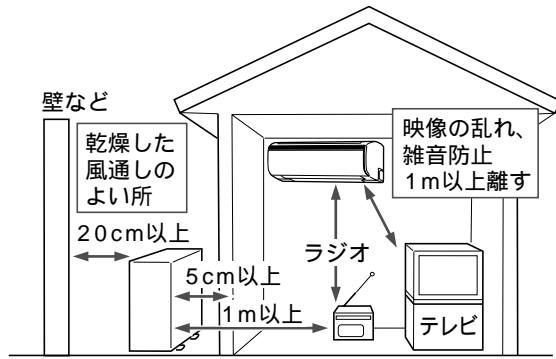 壁など
乾燥した
風通しの
よい所
20cm以上
5cm以上
1m以上
映像の乱れ、
雑音防止
1m以上離す
ラジオ
テレビ